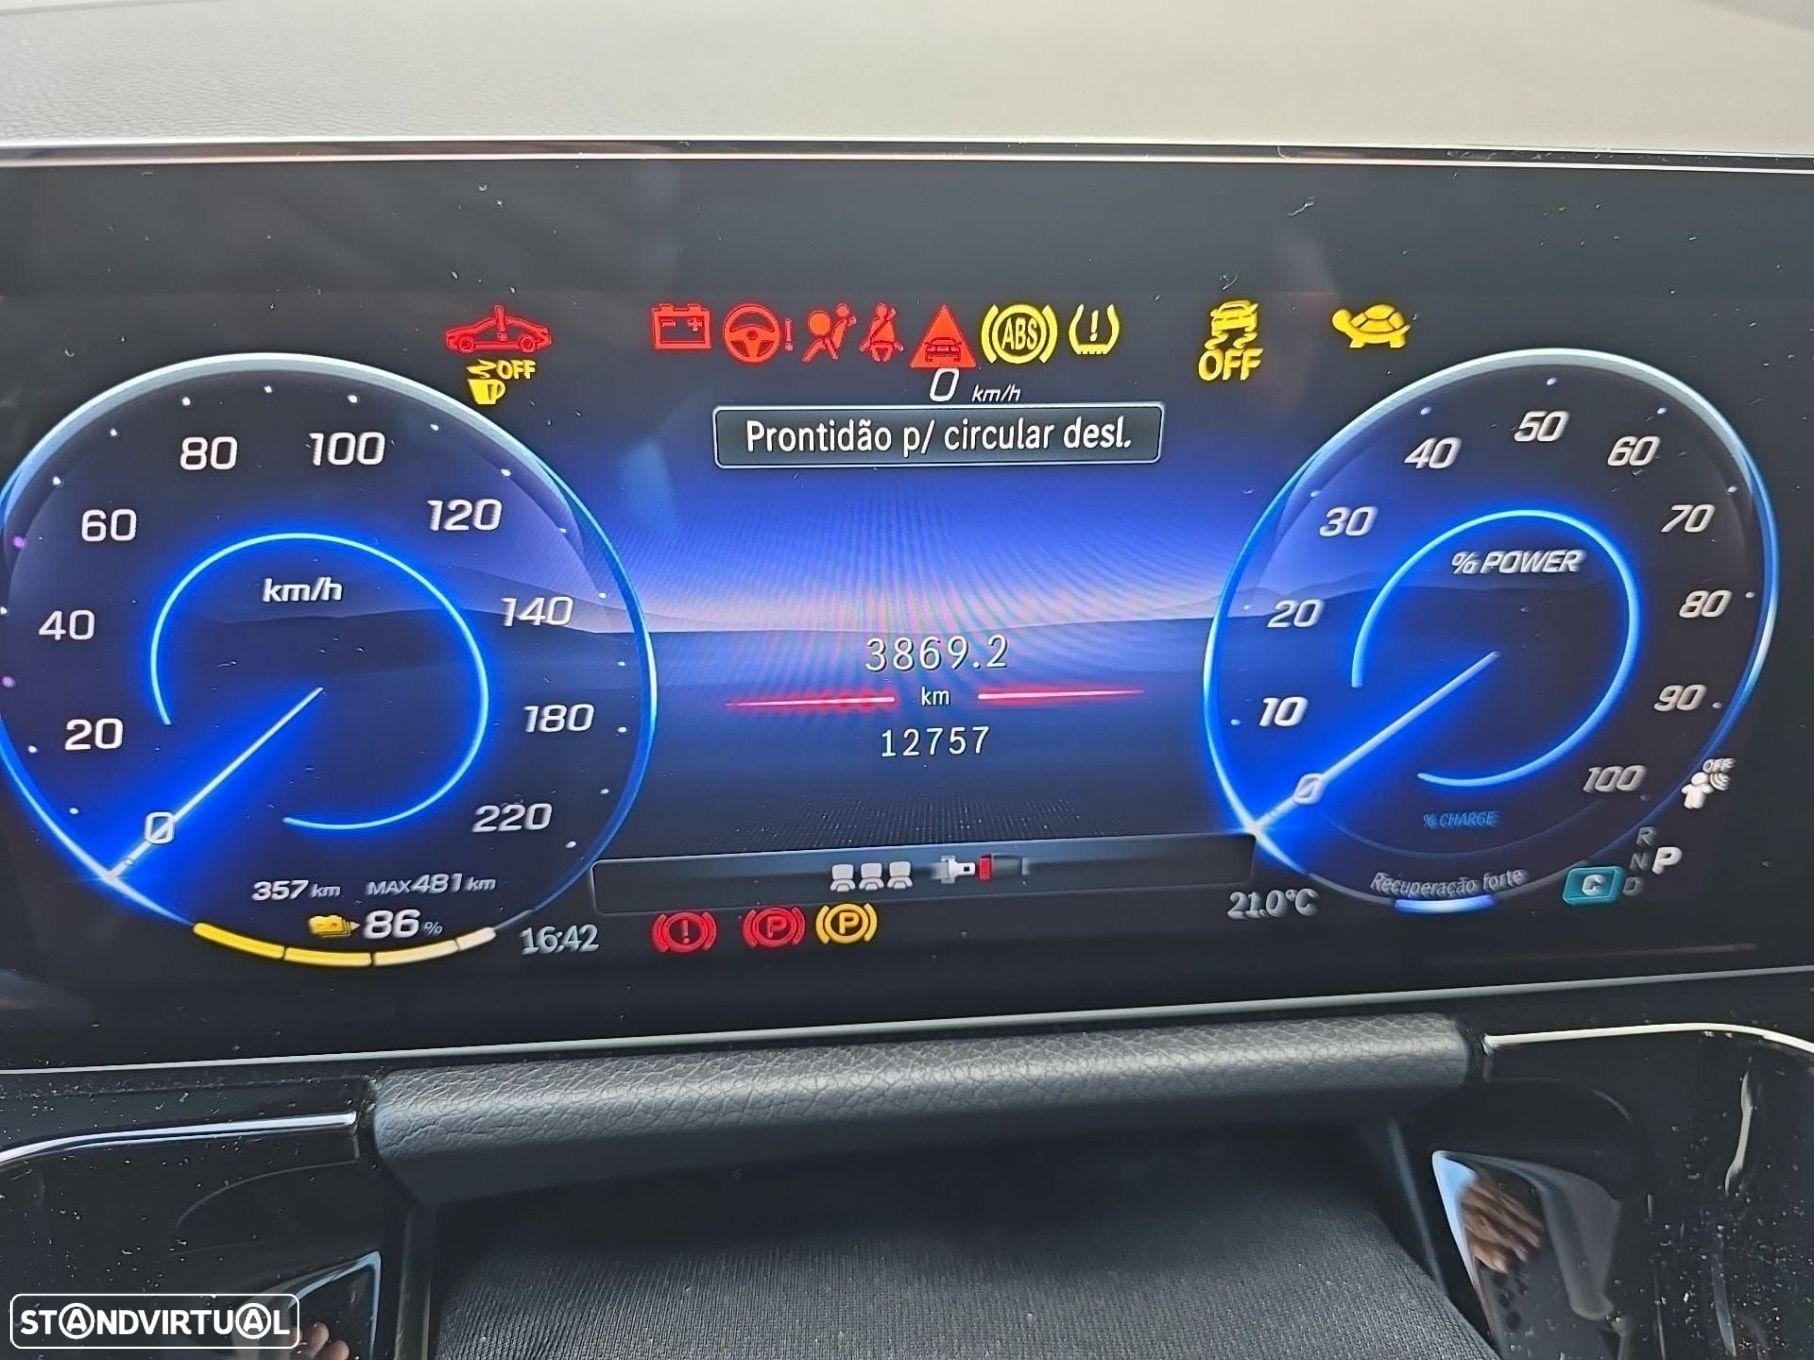 OFF
ABS
OFF
0 km/h
Prontidão p/ circular desl.
0
20
40
60
80
100
120
140
180
220
km/h
3869.2
km
12757
0
10
20
30
40
50
60
70
80
90
100
% POWER
% CHARGE
OFF
Recuperação forte
C
R
N
D
P
357 km MAX 481 km
86 %
16:42
P
P
21.0°C
STANDVIRTUAL